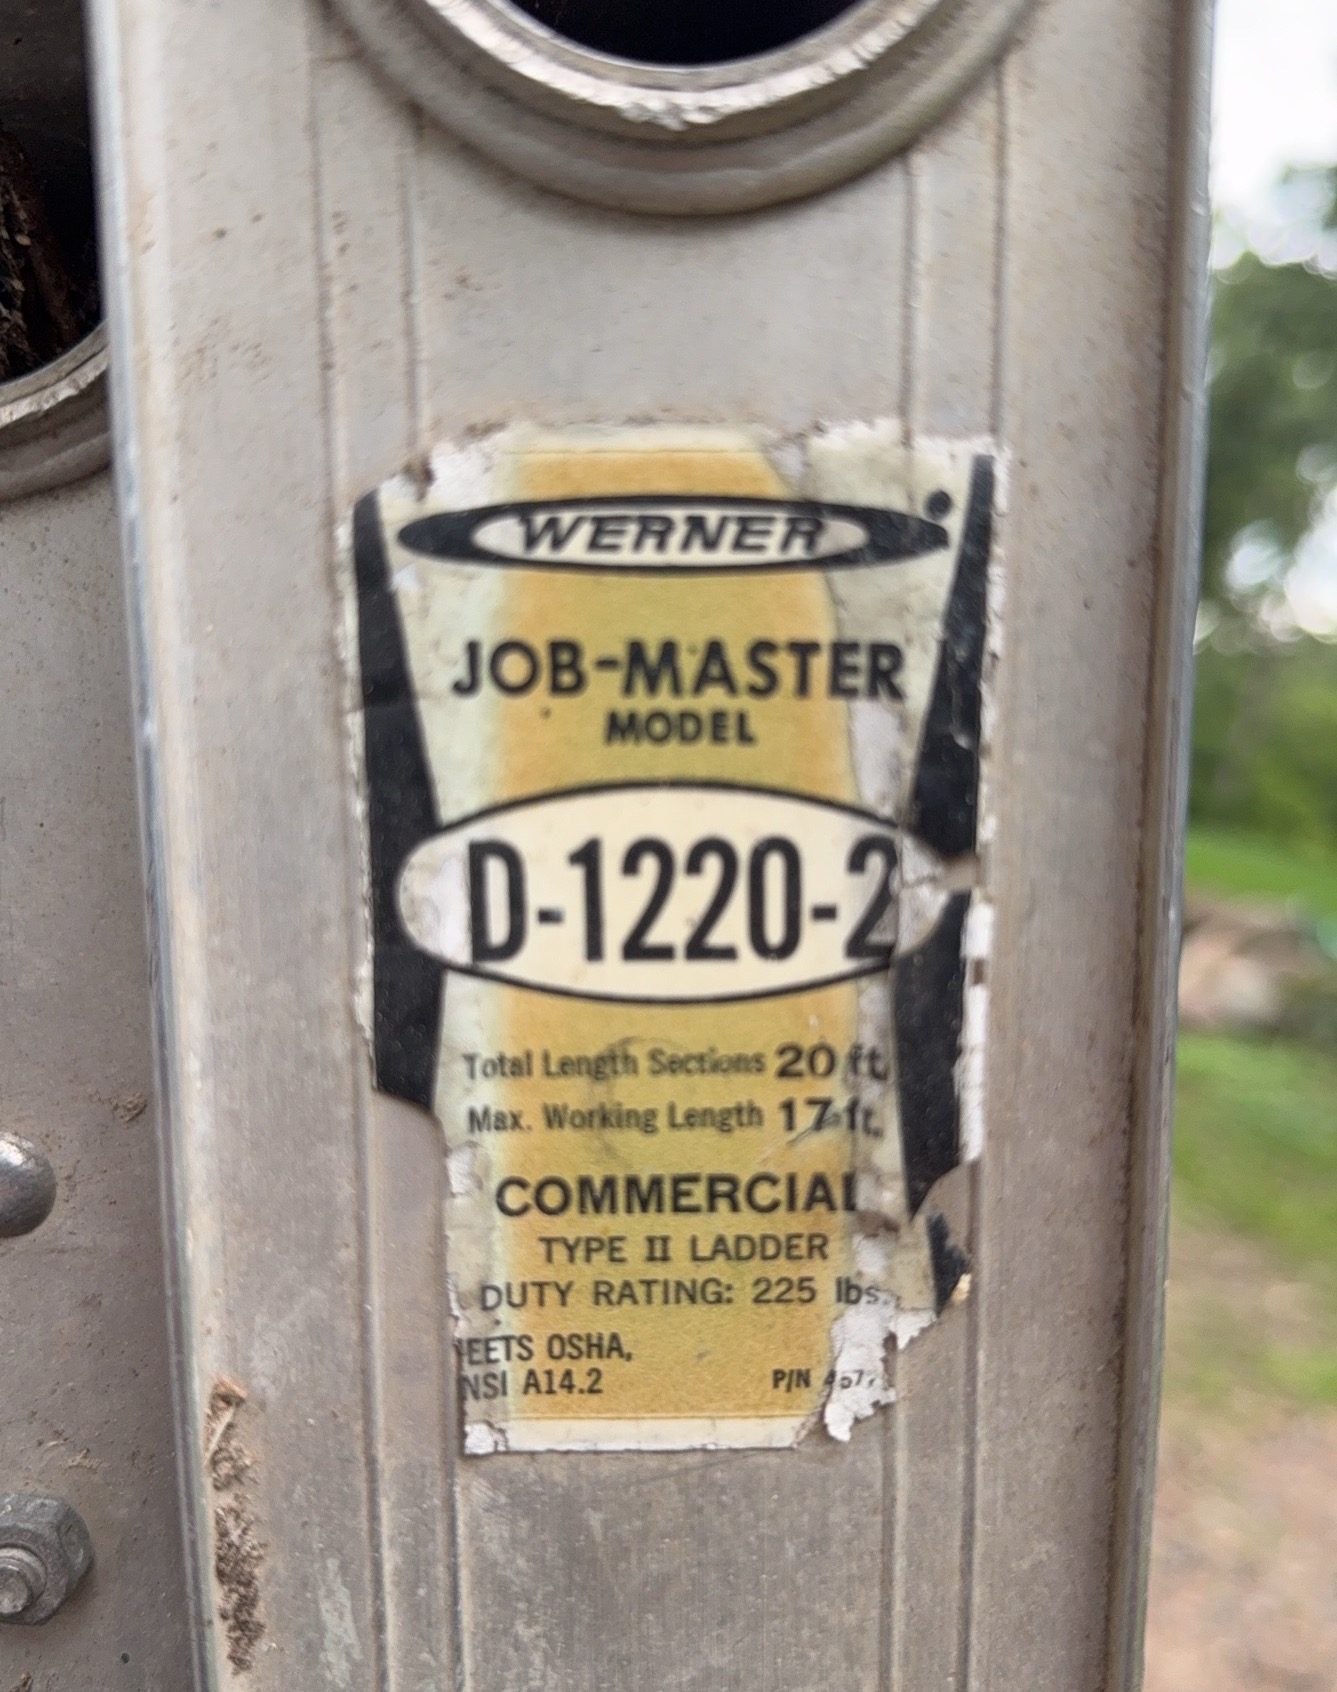 WERNER
JOB-MASTER
MODEL
D-1220-2
Total Length Sections 20 ft.
Max. Working Length 17 ft.
COMMERCIAL
TYPE II LADDER
DUTY RATING: 225 lbs.
EETS OSHA,
NSI A14.2
P/N